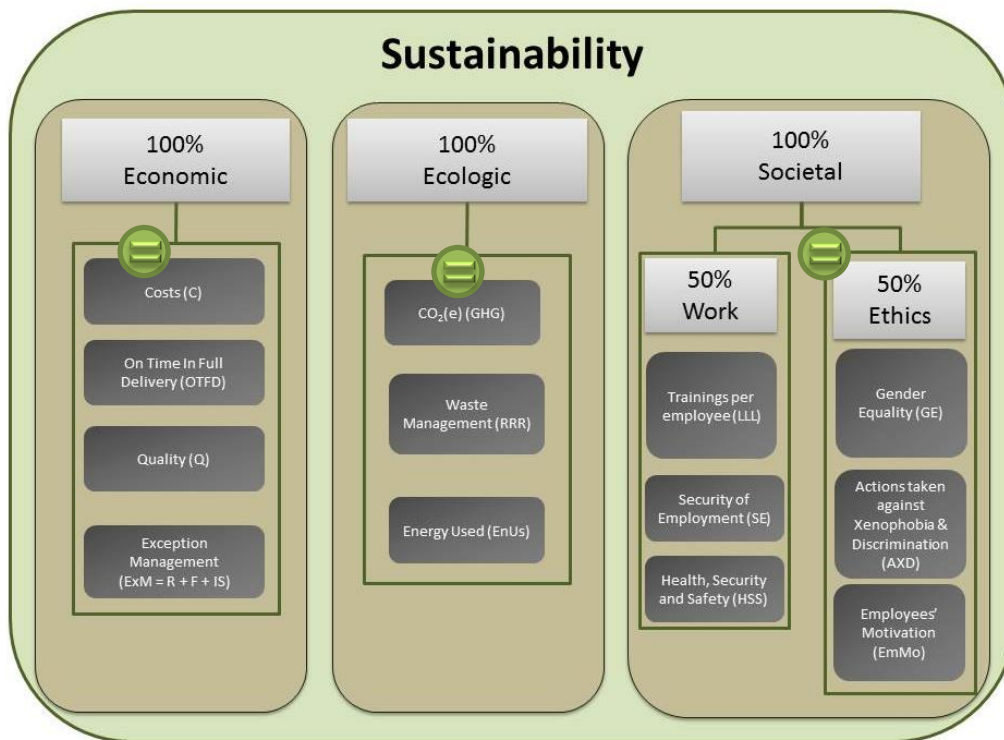 Sustainability
100%
Economic
Costs (C)
On Time In Full
Delivery (OTFD)
Quality (Q)
Exception
Management
(ExM = R + F + IS)
100%
Ecologic
CO₂(e) (GHG)
Waste
Management (RRR)
Energy Used (EnUs)
100%
Societal
50%
Work
Trainings per
employee (LLL)
Security of
Employment (SE)
Health, Security
and Safety (HSS)
50%
Ethics
Gender
Equality (GE)
Actions taken
against
Xenophobia &
Discrimination
(AXD)
Employees’
Motivation
(EmMo)